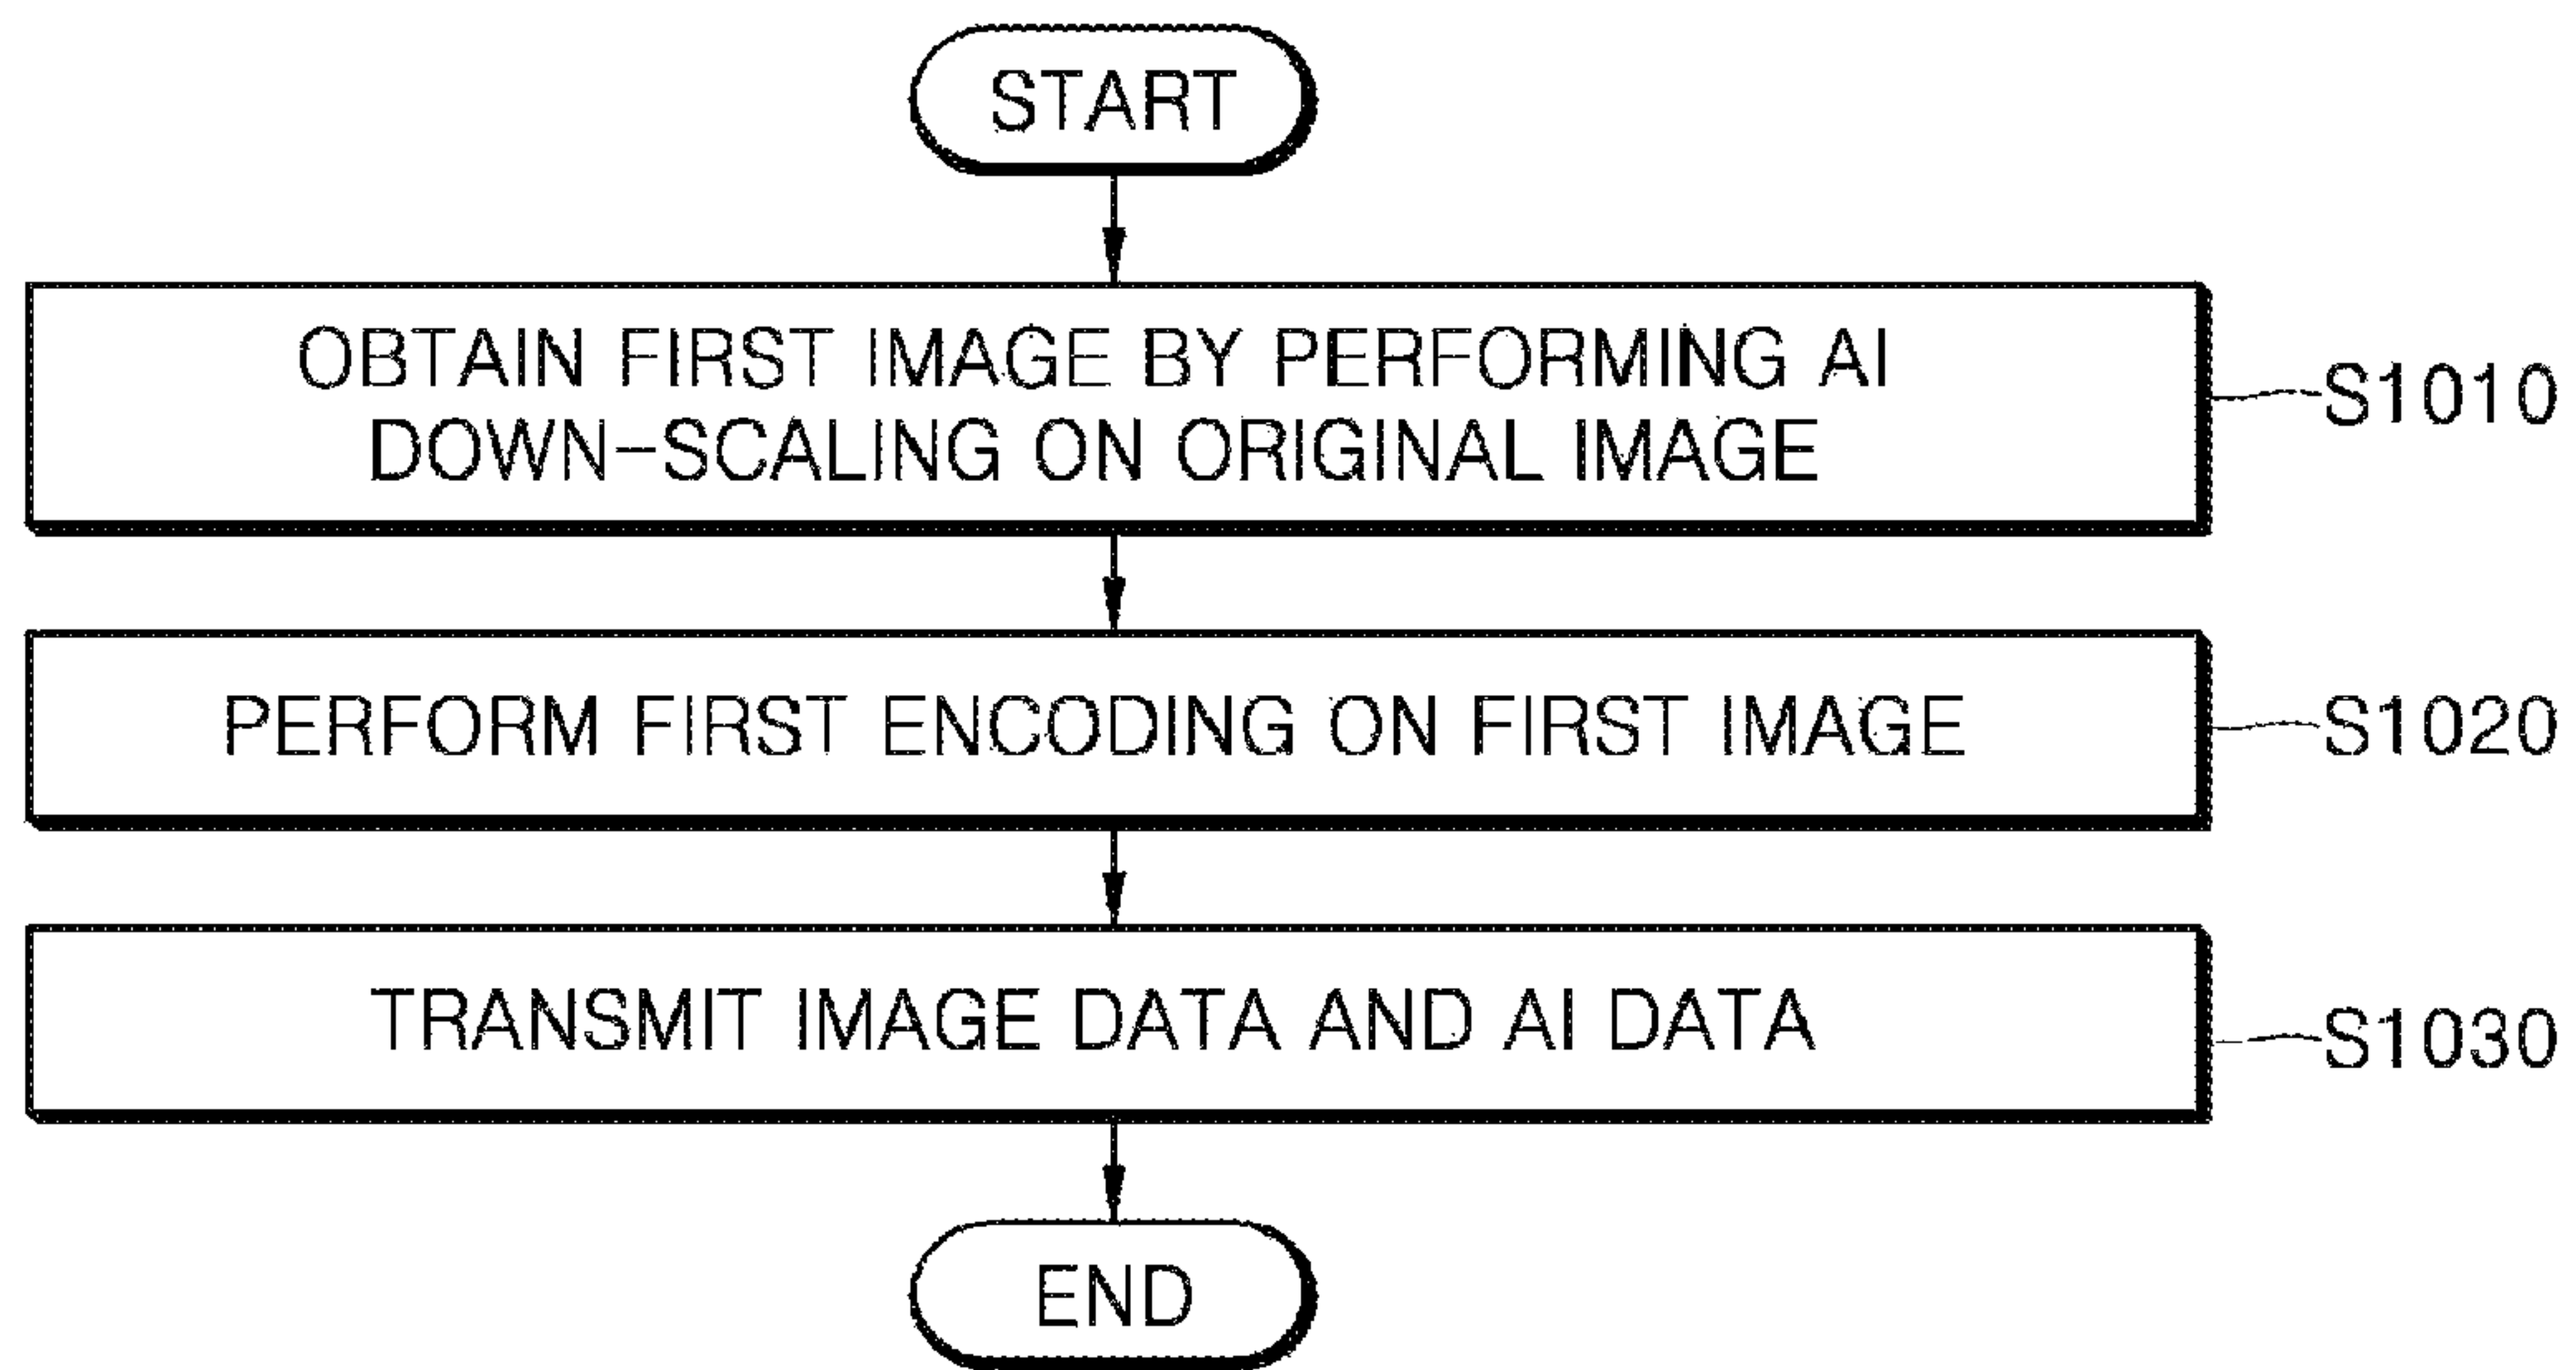 START
OBTAIN FIRST IMAGE BY PERFORMING AI
DOWN-SCALING ON ORIGINAL IMAGE
S1010
PERFORM FIRST ENCODING ON FIRST IMAGE
S1020
TRANSMIT IMAGE DATA AND AI DATA
S1030
END